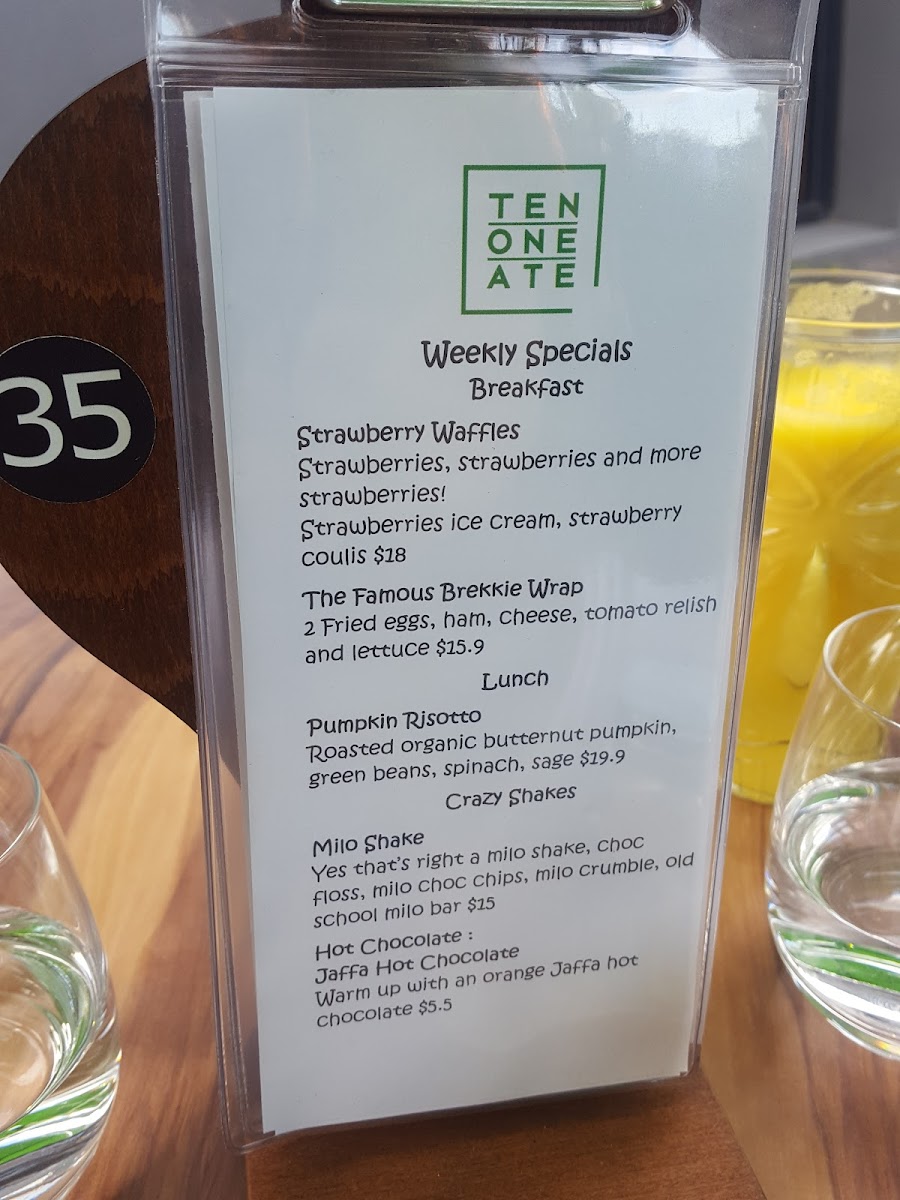 TEN
ONE
ATE
35
Weekly Specials
Breakfast
Strawberry Waffles
Strawberries, strawberries and more
strawberries!
Strawberries ice cream, strawberry
coulis $18
The Famous Brekkie Wrap
2 Fried eggs, ham, cheese, tomato relish
and lettuce $15.9
Lunch
Pumpkin Risotto
Roasted organic butternut pumpkin,
green beans, spinach, sage $19.9
Crazy Shakes
Milo Shake
Yes that's right a milo shake, choc
floss, milo choc chips, milo crumble, old
school milo bar $15
Hot Chocolate :
Jaffa Hot Chocolate
Warm up with an orange Jaffa hot
chocolate $5.5